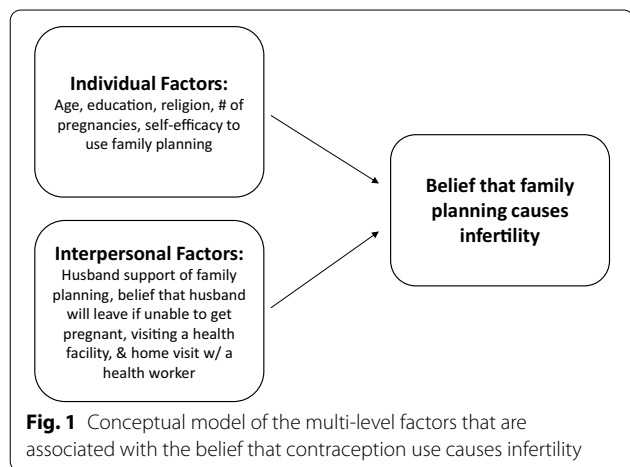 Individual Factors:
Age, education, religion, # of
pregnancies, self-efficacy to
use family planning
Interpersonal Factors:
Husband support of family
planning, belief that husband
will leave if unable to get
pregnant, visiting a health
facility, & home visit w/ a
health worker
Belief that family
planning causes
infertility
Fig. 1 Conceptual model of the multi-level factors that are
associated with the belief that contraception use causes infertility